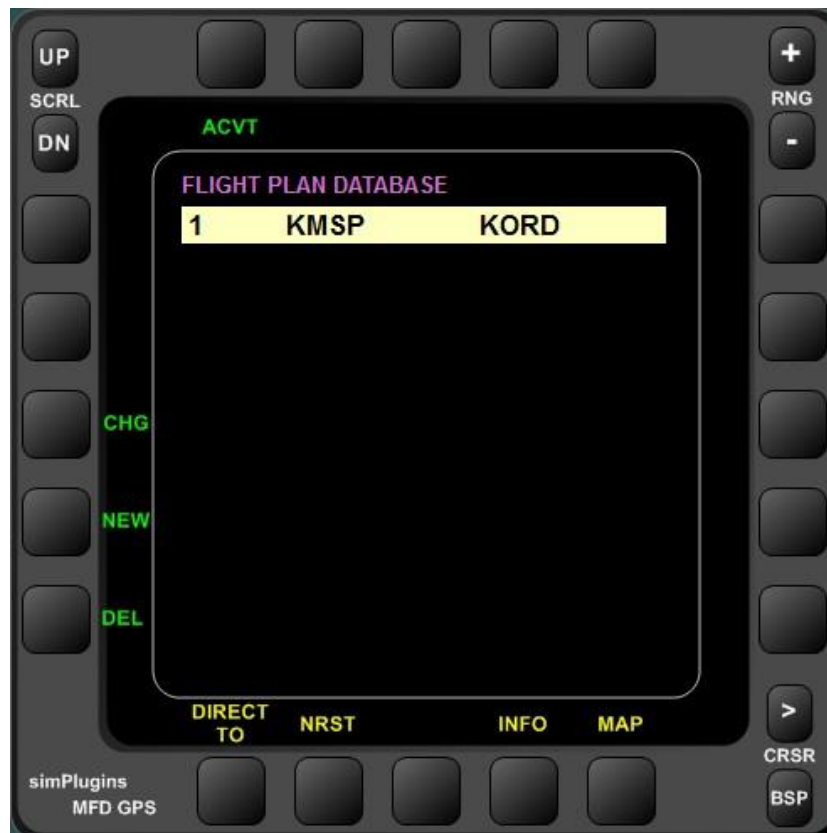 UP
SCRL
DN
+
RNG
-
ACVT
FLIGHT PLAN DATABASE
1 KMSP KORD
CHG
NEW
DEL
DIRECT TO
NRST
INFO
MAP
>
CRSR
BSP
simPlugins
MFD GPS